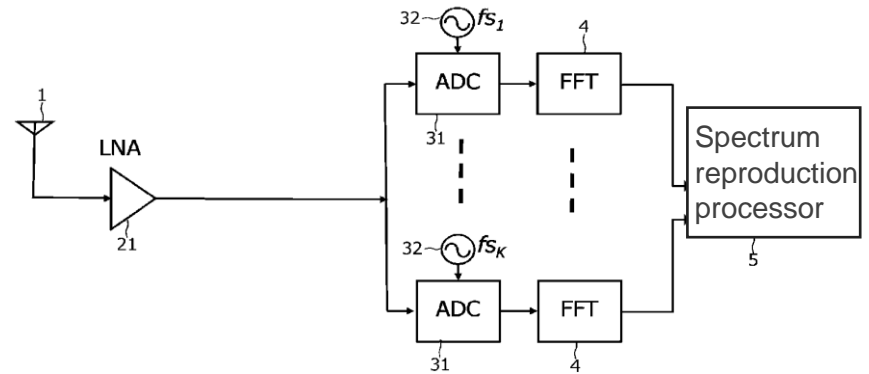 32 fs1
4
ADC
FFT
1
31
LNA
Spectrum
reproduction
processor
21
32 fsK
5
ADC
FFT
31
4